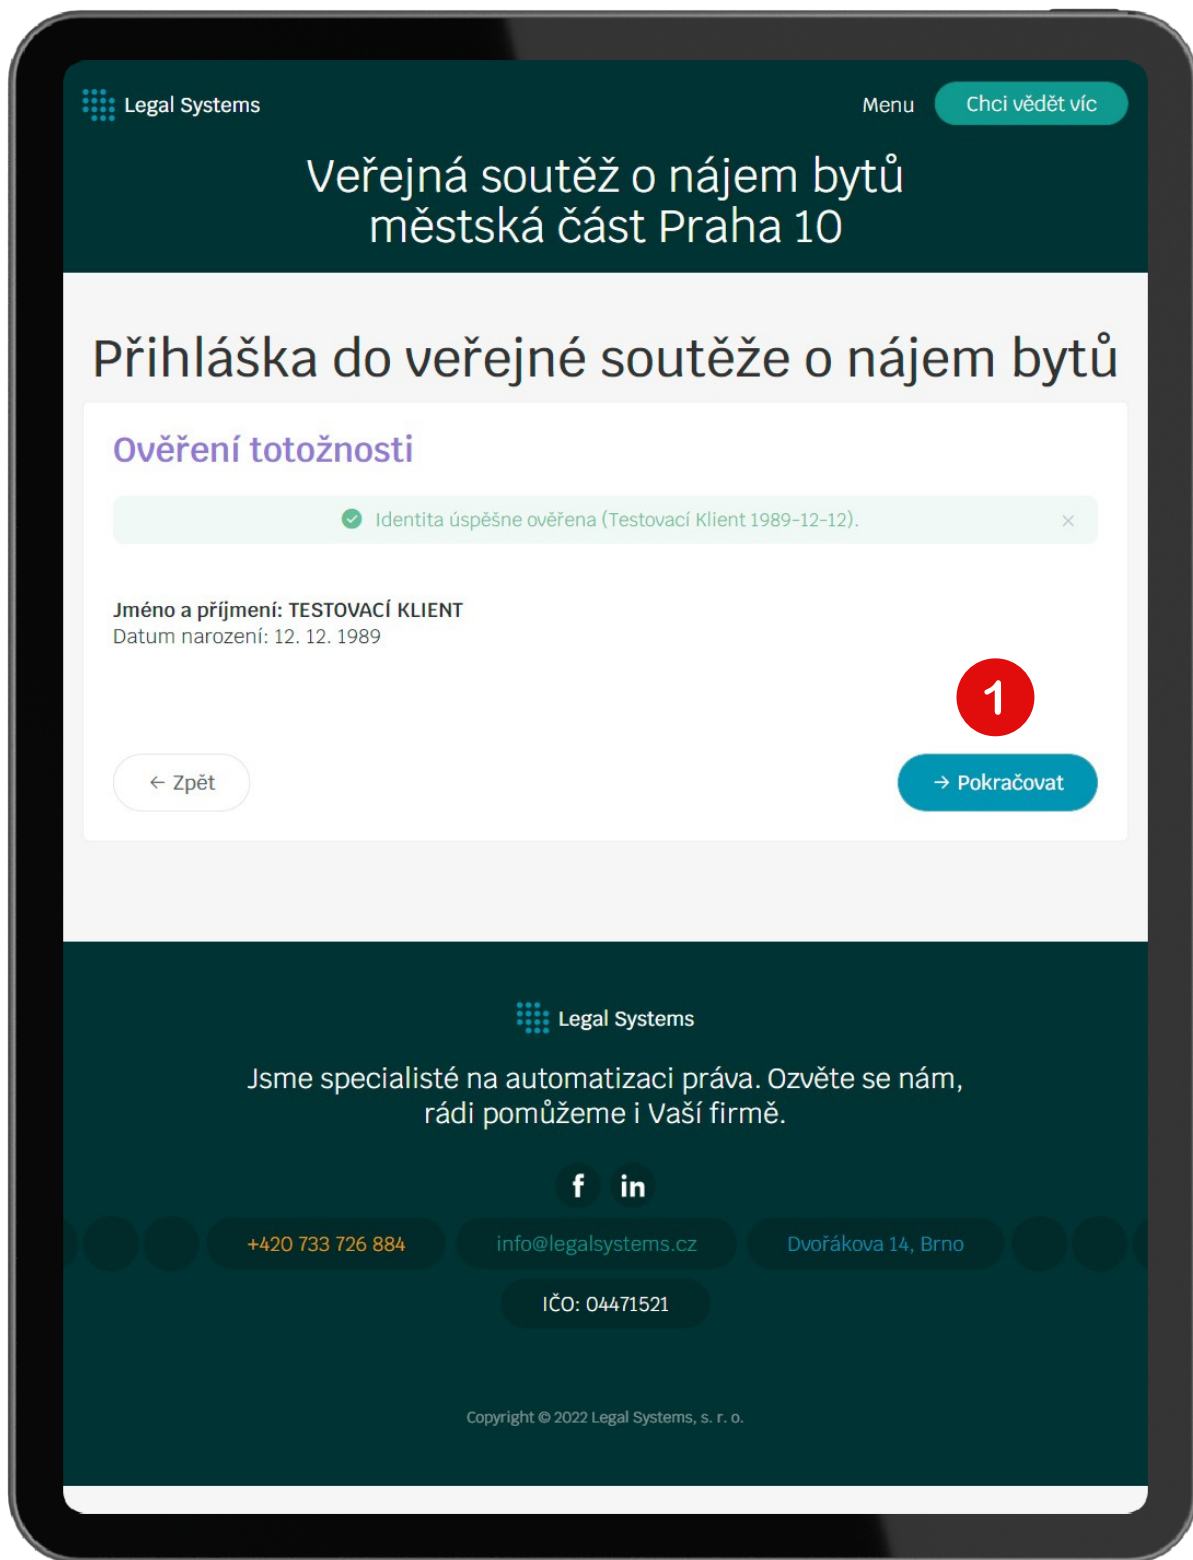 Legal Systems
Menu
Chci vědět víc
Veřejná soutěž o nájem bytů
městská část Praha 10
Přihláška do veřejné soutěže o nájem bytů
Ověření totožnosti
Identita úspěšne ověřena (Testovací Klient 1989-12-12).
Jméno a příjmení: TESTOVACÍ KLIENT
Datum narození: 12. 12. 1989
1
← Zpět
→ Pokračovat
Legal Systems
Jsme specialisté na automatizaci práva. Ozvěte se nám,
rádi pomůžeme i Vaší firmě.
f in
+420 733 726 884
info@legalsystems.cz
Dvořákova 14, Brno
IČO: 04471521
Copyright © 2022 Legal Systems, s. r. o.